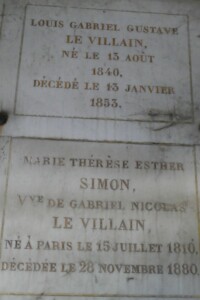 LOUIS GABRIEL GUSTAVE
LE VILLAIN,
NÉ LE 13 AOÛT
1840.
DÉCÉDÉ LE 13 JANVIER
1853.
MARIE THÉRÈSE ESTHER
SIMON,
VVE DE GABRIEL NICOLAS
LE VILLAIN,
NÉ À PARIS LE 15 JUILLET 1810,
DÉCÉDÉE LE 28 NOVEMBRE 1880.